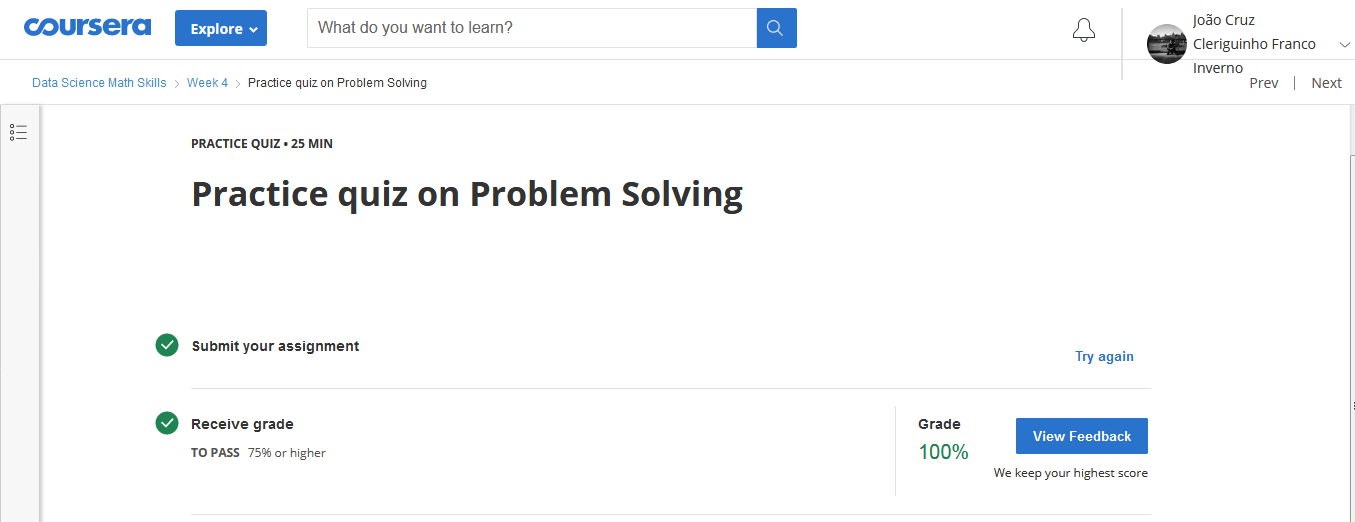 coursera Explore What do you want to learn? João Cruz
Cleriguinho Franco
Inverno
Data Science Math Skills Week 4 Practice quiz on Problem Solving Prev | Next
PRACTICE QUIZ • 25 MIN
Practice quiz on Problem Solving
Submit your assignment
Try again
Receive grade Grade
TO PASS 75% or higher 100% View Feedback
We keep your highest score